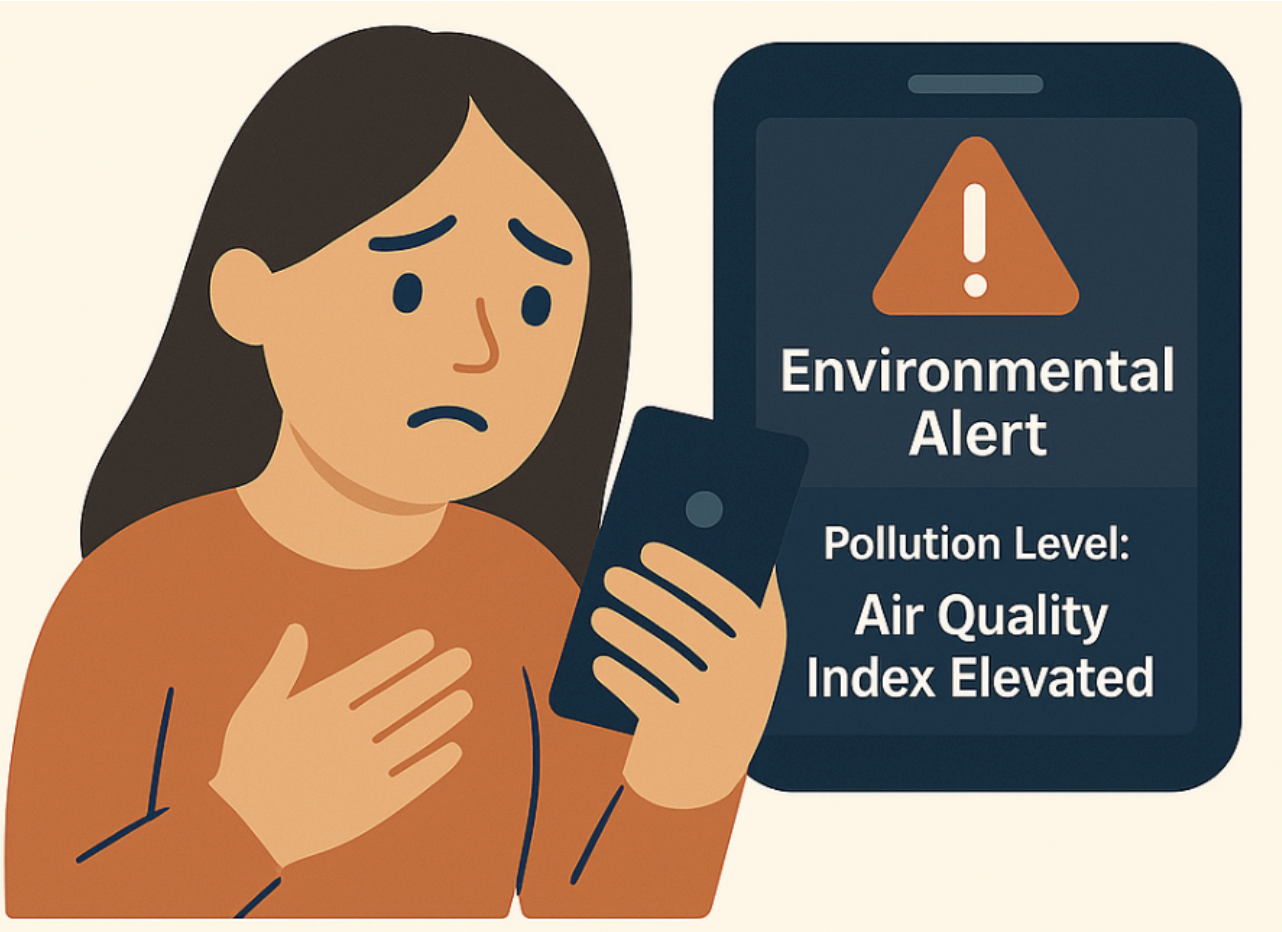 Environmental
Alert
Pollution Level:
Air Quality
Index Elevated